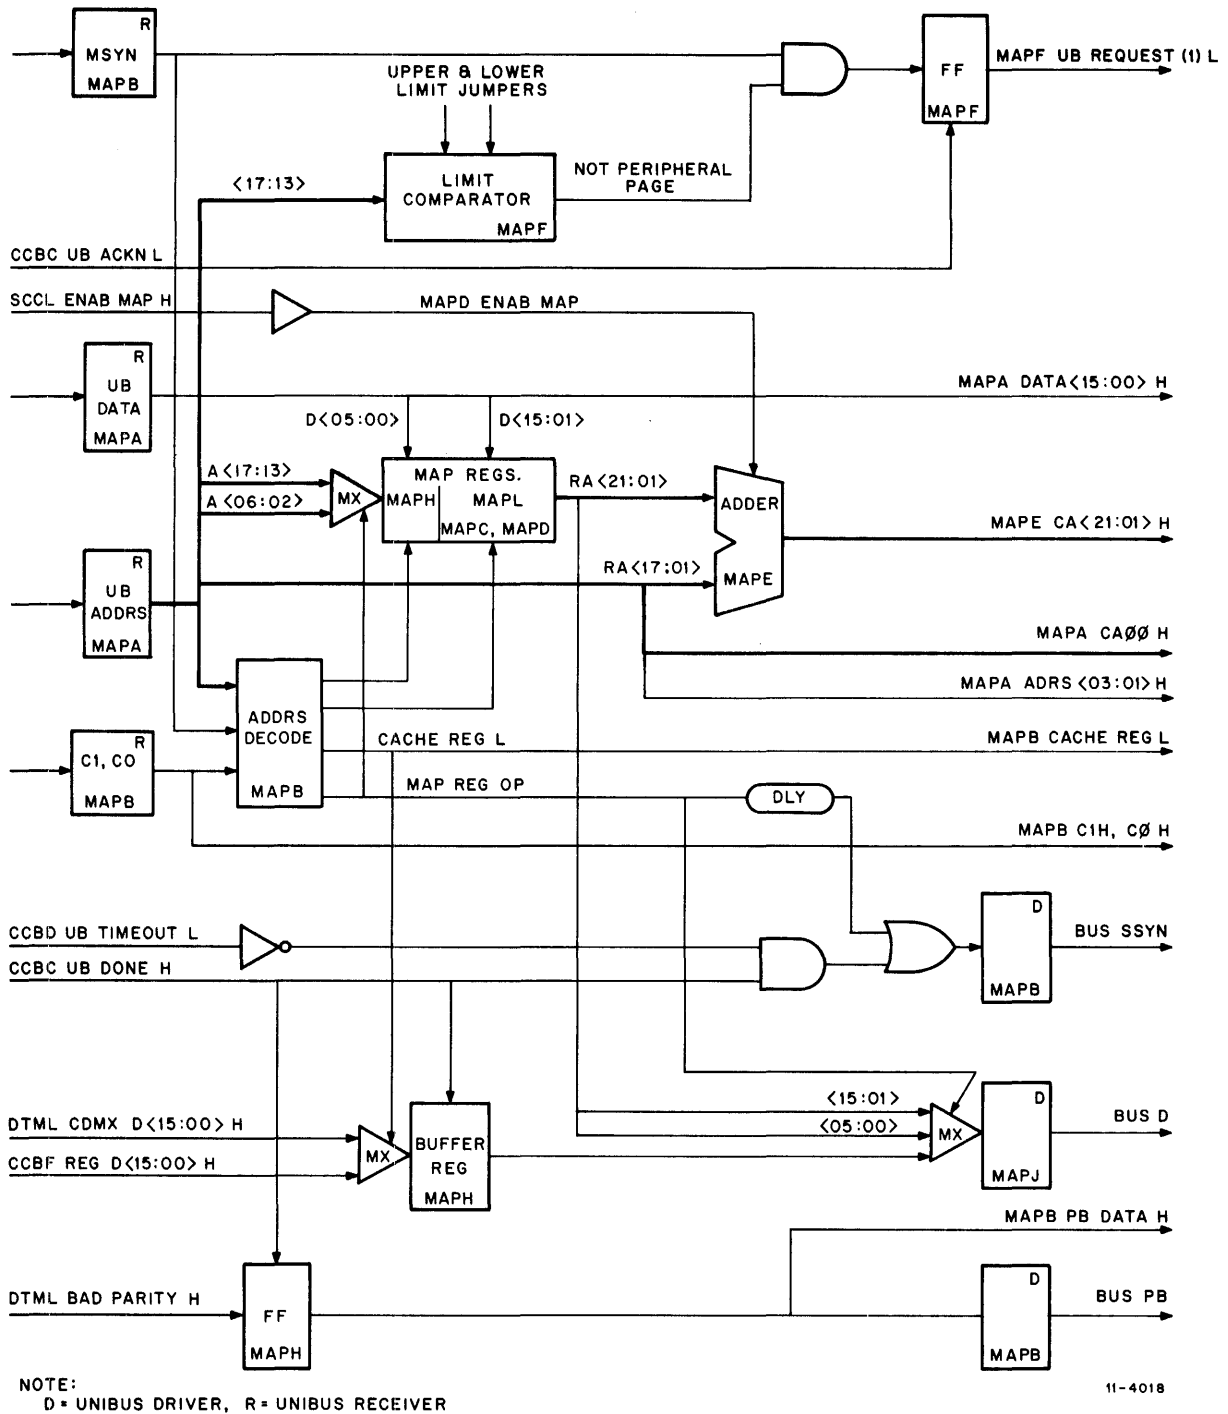 R
MSYN
MAPB
UPPER & LOWER
LIMIT JUMPERS
FF
MAPF
MAPF UB REQUEST (1) L
<17:13>
LIMIT
COMPARATOR
MAPF
NOT PERIPHERAL
PAGE
CCBC UB ACKN L
SCCL ENAB MAP H
MAPD ENAB MAP
R
UB
DATA
MAPA
MAPA DATA<15:00> H
D<05:00>
D<15:01>
A<17:13>
A<06:02>
MX
MAP REGS.
MAPH
MAPL
MAPC, MAPD
RA<21:01>
ADDER
MAPE
MAPE CA<21:01> H
RA<17:01>
R
UB
ADDRS
MAPA
MAPA CAØØ H
MAPA ADRS<03:01> H
ADDRS
DECODE
MAPB
R
C1, CO
MAPB
CACHE REG L
MAPB CACHE REG L
MAP REG OP
DLY
MAPB C1H, CØ H
CCBD UB TIMEOUT L
CCBC UB DONE H
D
MAPB
BUS SSYN
DTML CDMX D<15:00> H
CCBF REG D<15:00> H
MX
BUFFER
REG
MAPH
<15:01>
<05:00>
MX
D
MAPJ
BUS D
MAPB PB DATA H
DTML BAD PARITY H
FF
MAPH
D
MAPB
BUS PB
NOTE:
D = UNIBUS DRIVER, R = UNIBUS RECEIVER
11-4018